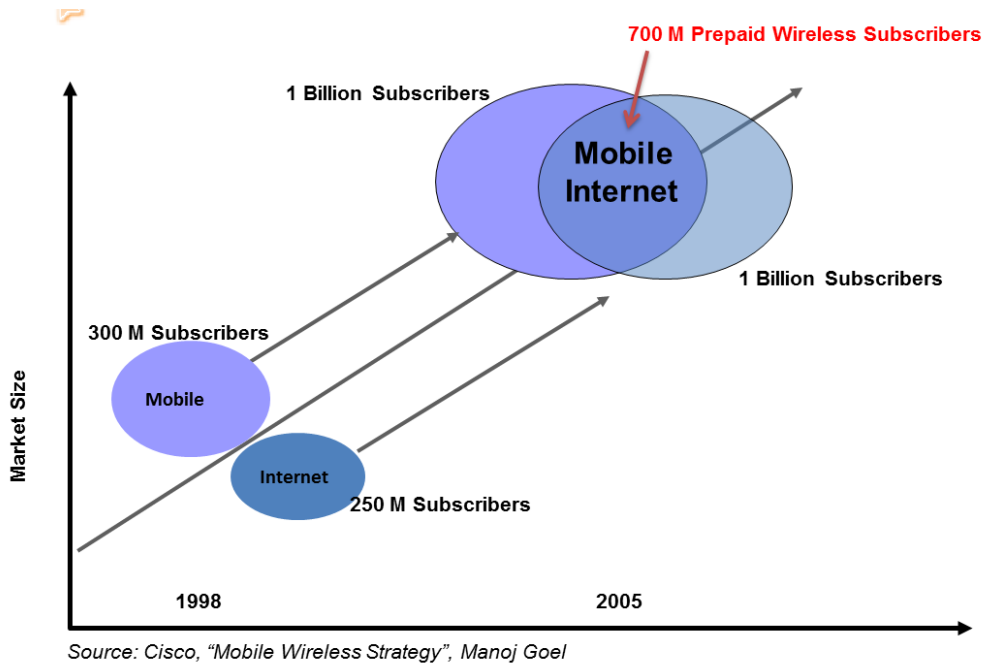 700 M Prepaid Wireless Subscribers
1 Billion Subscribers
Mobile
Internet
1 Billion Subscribers
300 M Subscribers
Mobile
Internet
250 M Subscribers
Market Size
1998
2005
Source: Cisco, “Mobile Wireless Strategy”, Manoj Goel